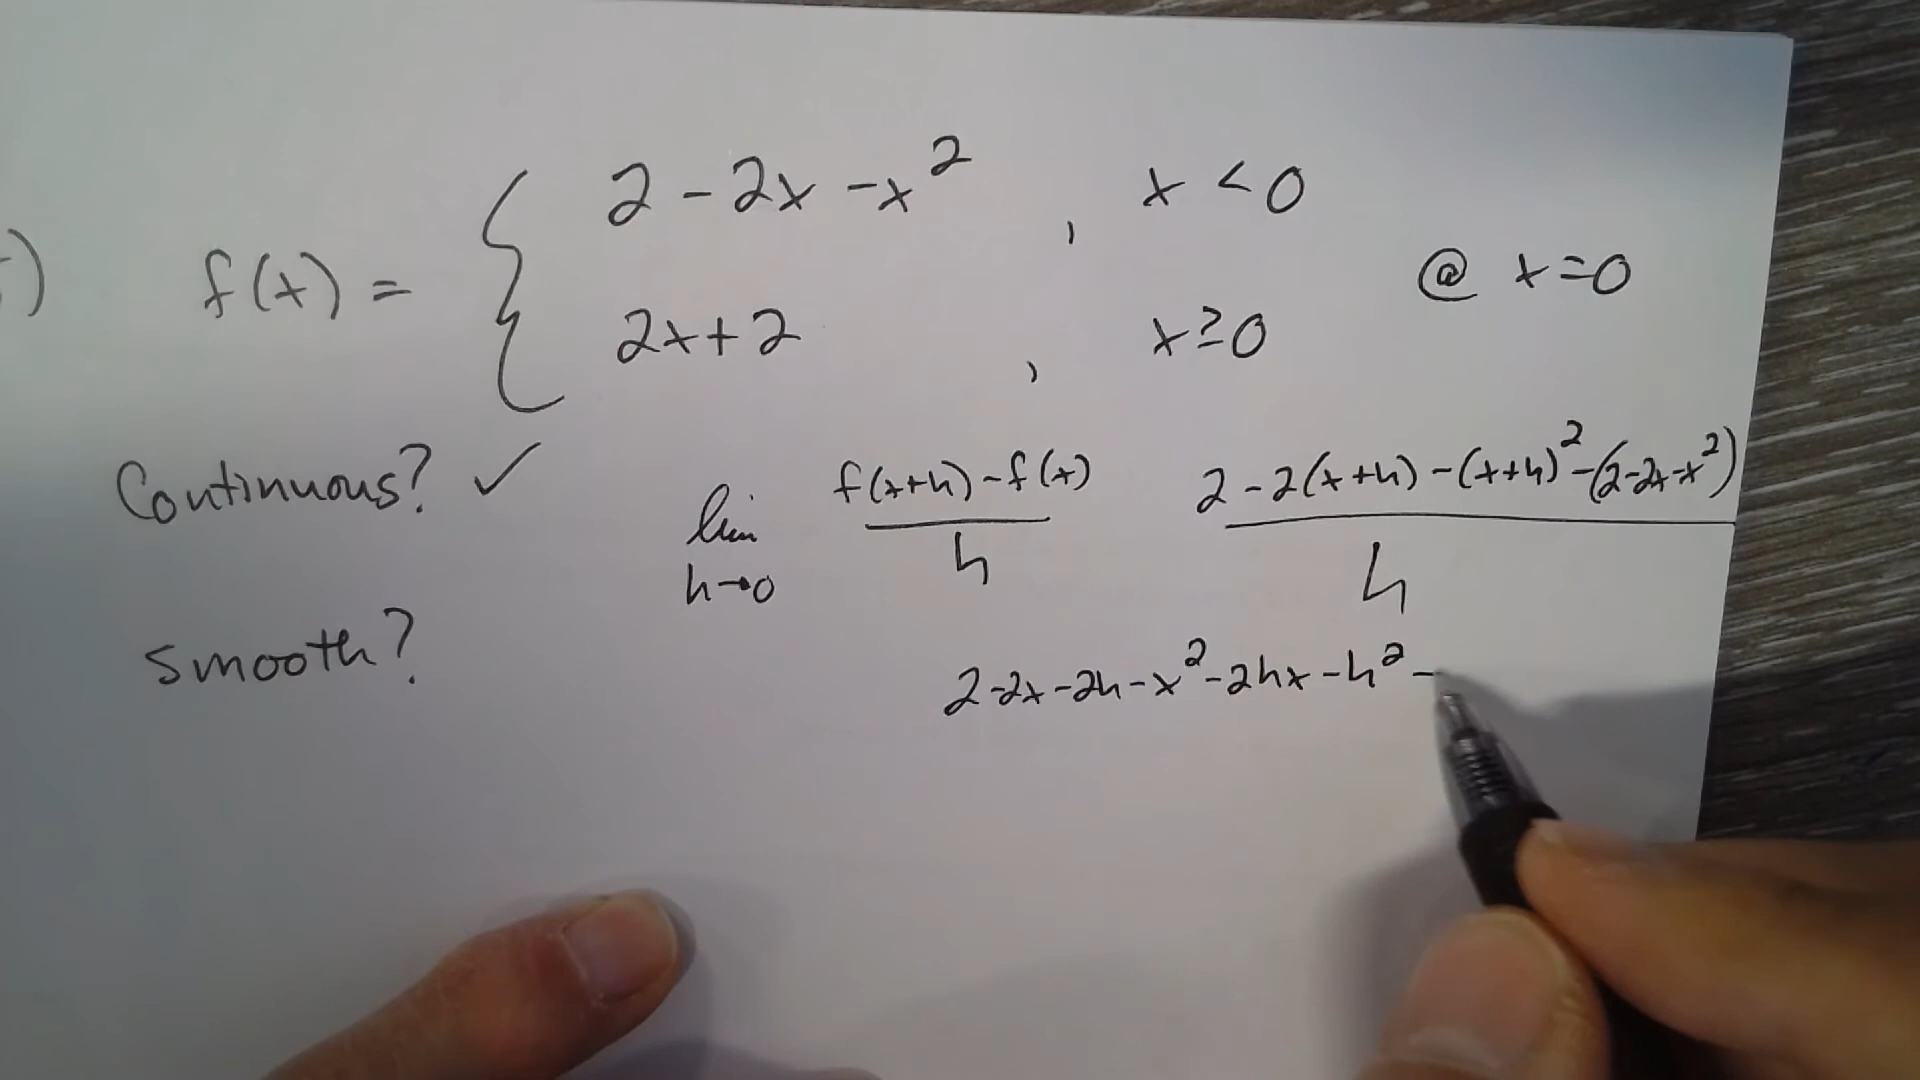 f(x) = { 2 - 2x - x² , x < 0
2x + 2 , x ≥ 0
@ x = 0
Continuous? ✓
lim h→0 f(x+h) - f(x) / h
2 - 2(x+h) - (x+h)² - (2-2x-x²) / h
smooth?
2 - 2x - 2h - x² - 2hx - h² -